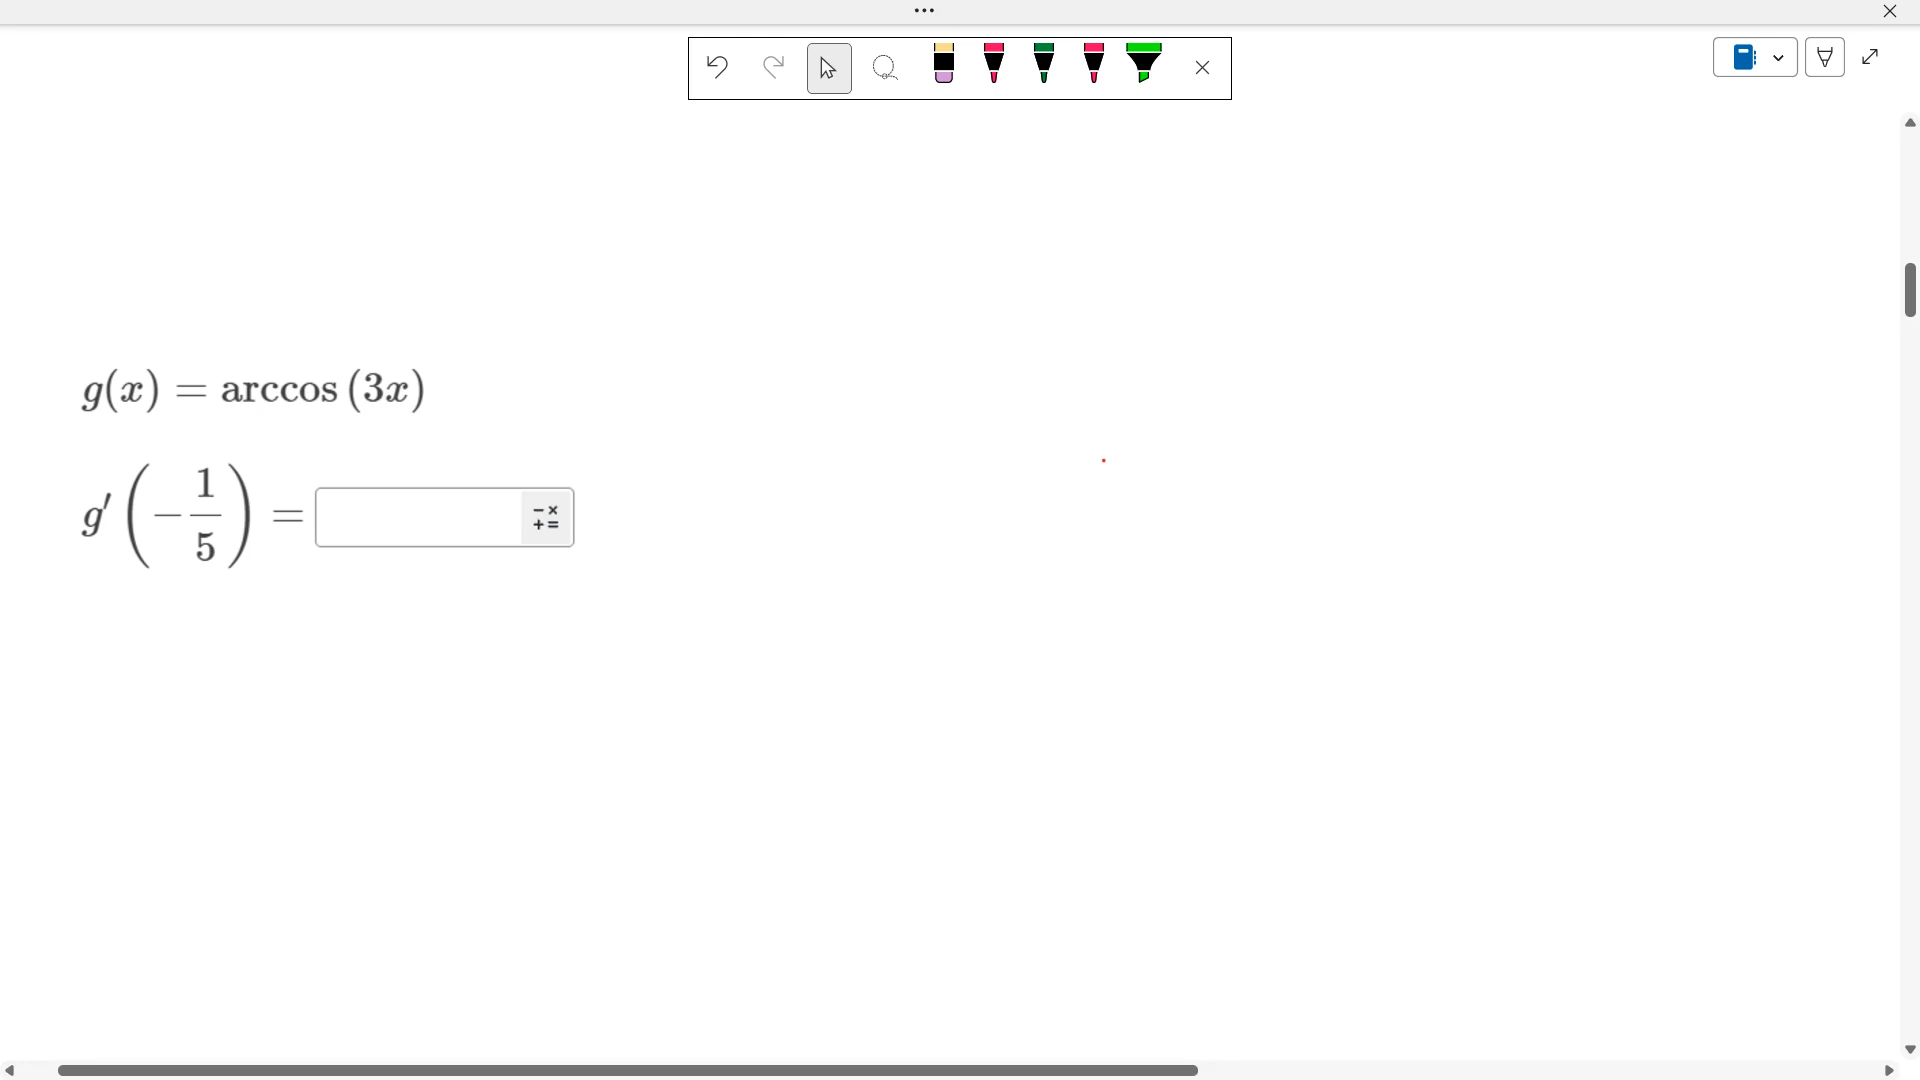 g(x) = arccos (3x)
g′(−1/5) =